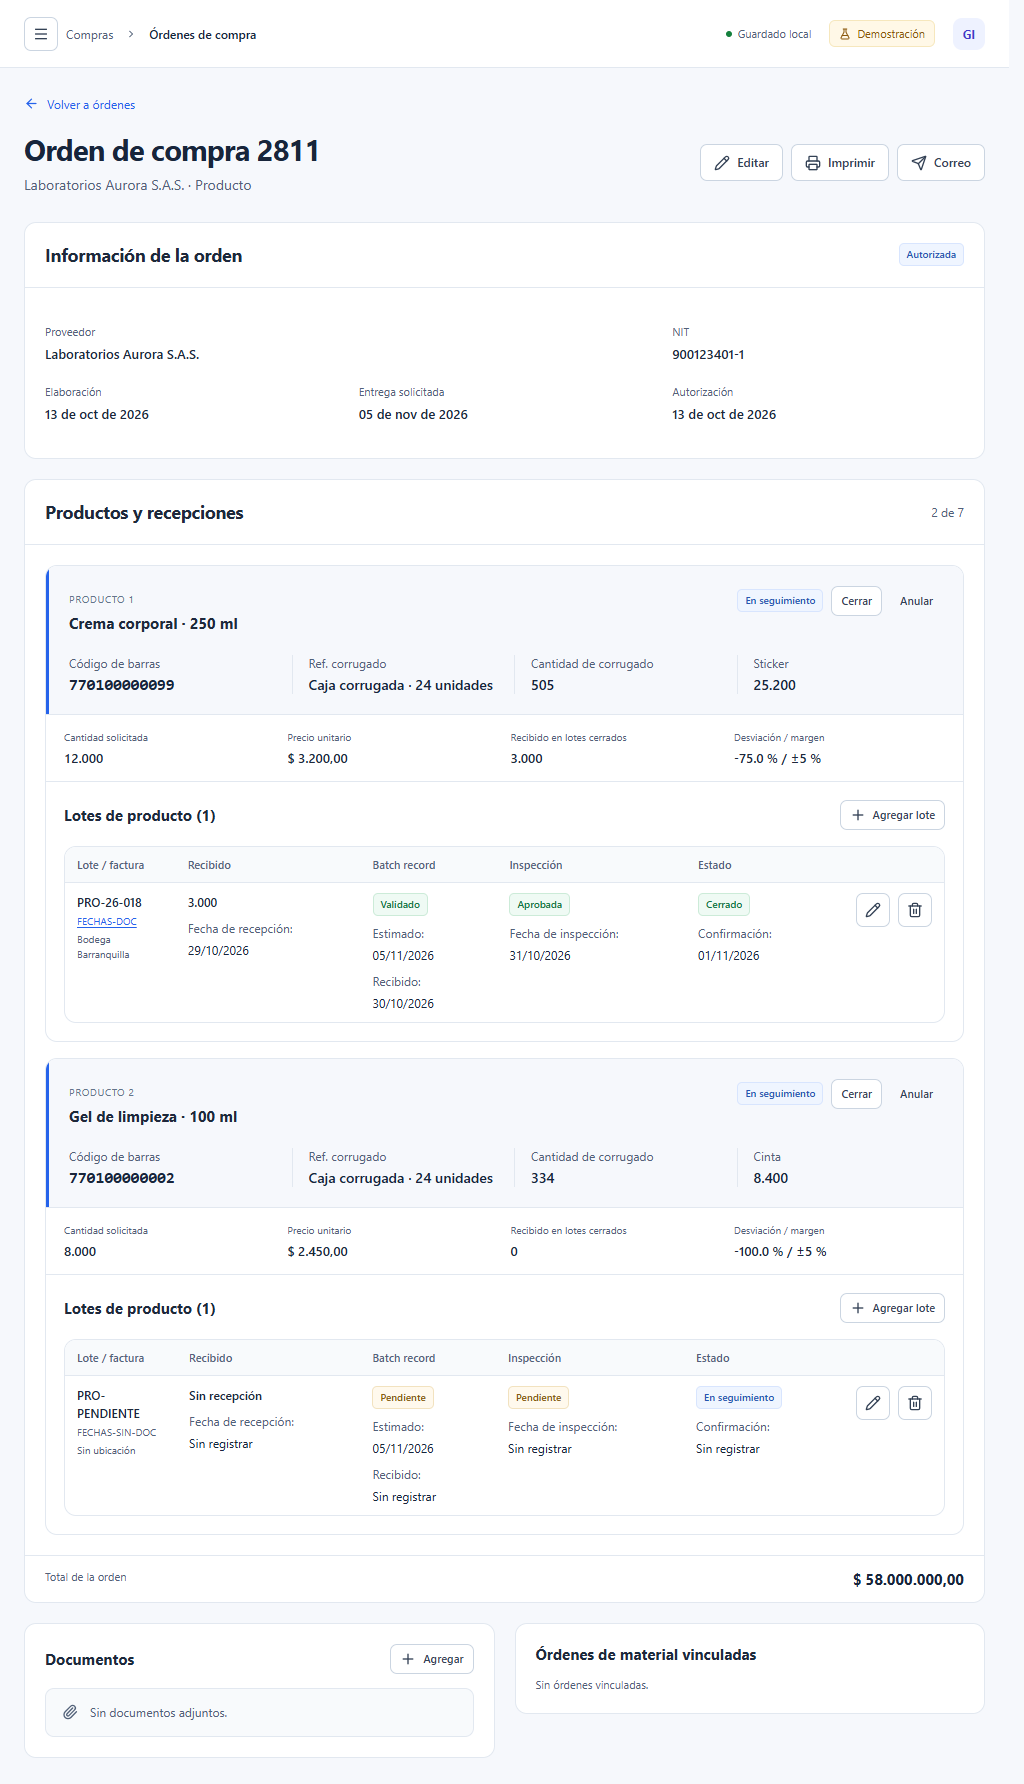 Compras
Órdenes de compra
Guardado local
Demostración
GI
Volver a órdenes
Orden de compra 2811
Laboratorios Aurora S.A.S. · Producto
Editar
Imprimir
Correo
Información de la orden
Autorizada
Proveedor
NIT
Laboratorios Aurora S.A.S.
900123401-1
Elaboración
Entrega solicitada
Autorización
13 de oct de 2026
05 de nov de 2026
13 de oct de 2026
Productos y recepciones
2 de 7
PRODUCTO 1
En seguimiento
Cerrar
Anular
Crema corporal · 250 ml
Código de barras
Ref. corrugado
Cantidad de corrugado
Sticker
770100000099
Caja corrugada · 24 unidades
505
25.200
Cantidad solicitada
Precio unitario
Recibido en lotes cerrados
Desviación / margen
12.000
$ 3.200,00
3.000
-75.0 % / ±5 %
Lotes de producto (1)
Agregar lote
Lote / factura
Recibido
Batch record
Inspección
Estado
PRO-26-018
FECHAS-DOC
Bodega
Barranquilla
3.000
Fecha de recepción:
29/10/2026
Validado
Estimado:
05/11/2026
Recibido:
30/10/2026
Aprobada
Fecha de inspección:
31/10/2026
Cerrado
Confirmación:
01/11/2026
PRODUCTO 2
En seguimiento
Cerrar
Anular
Gel de limpieza · 100 ml
Código de barras
Ref. corrugado
Cantidad de corrugado
Cinta
770100000002
Caja corrugada · 24 unidades
334
8.400
Cantidad solicitada
Precio unitario
Recibido en lotes cerrados
Desviación / margen
8.000
$ 2.450,00
0
-100.0 % / ±5 %
Lotes de producto (1)
Agregar lote
Lote / factura
Recibido
Batch record
Inspección
Estado
PRO-
PENDIENTE
FECHAS-SIN-DOC
Sin ubicación
Sin recepción
Fecha de recepción:
Sin registrar
Pendiente
Estimado:
05/11/2026
Recibido:
Sin registrar
Pendiente
Fecha de inspección:
Sin registrar
En seguimiento
Confirmación:
Sin registrar
Total de la orden
$ 58.000.000,00
Documentos
Agregar
Sin documentos adjuntos.
Órdenes de material vinculadas
Sin órdenes vinculadas.